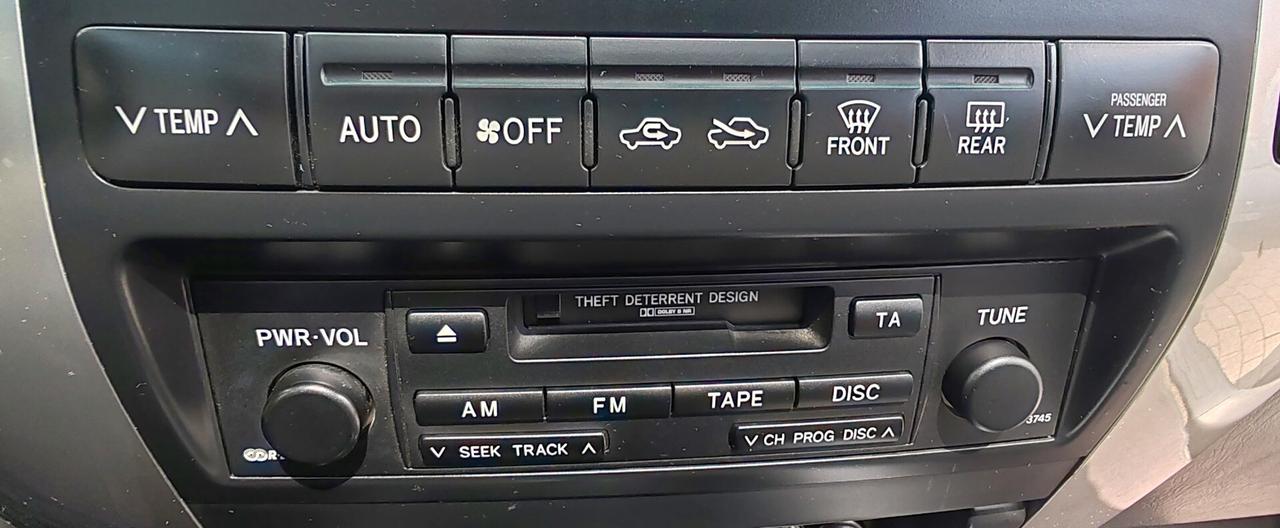 ∨ TEMP ∧
AUTO
OFF
FRONT
REAR
PASSENGER
∨ TEMP ∧
PWR·VOL
THEFT DETERRENT DESIGN
DOLBY B NR
TA
TUNE
AM
FM
TAPE
DISC
∨ SEEK TRACK ∧
∨ CH PROG DISC ∧
3745